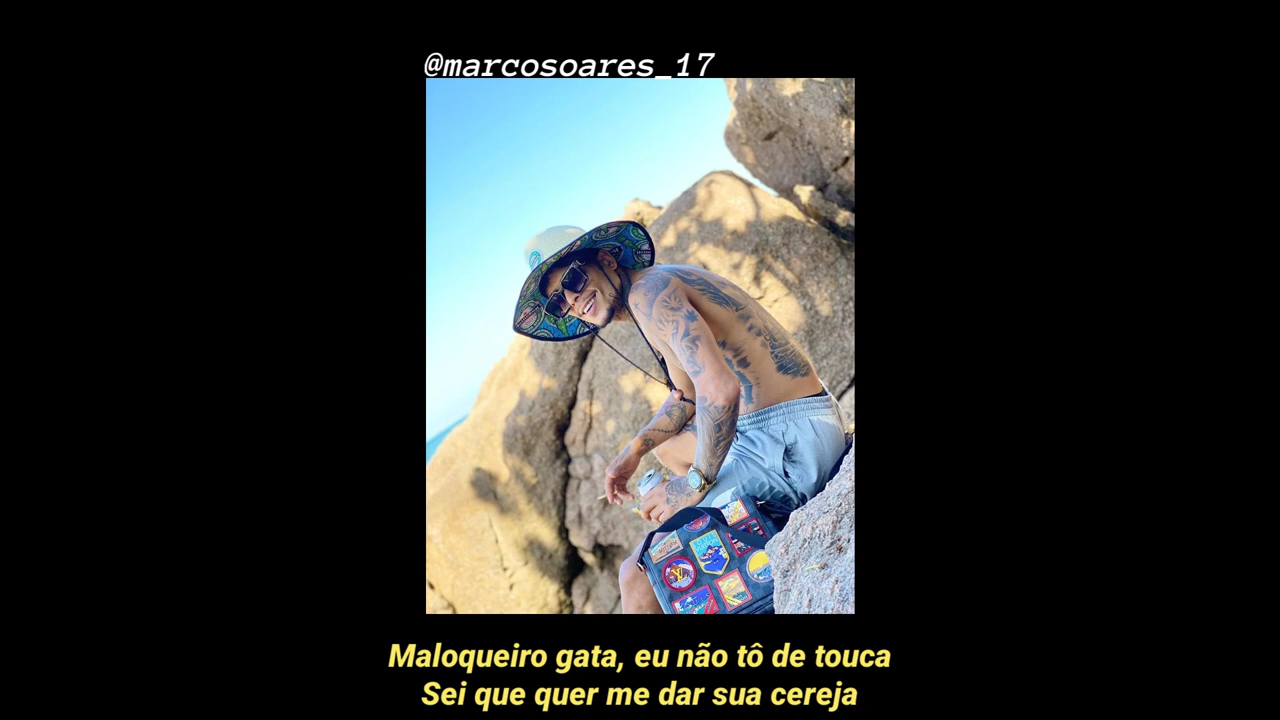 @marcosoares_17
Maloqueiro gata, eu não tô de touca
Sei que quer me dar sua cereja